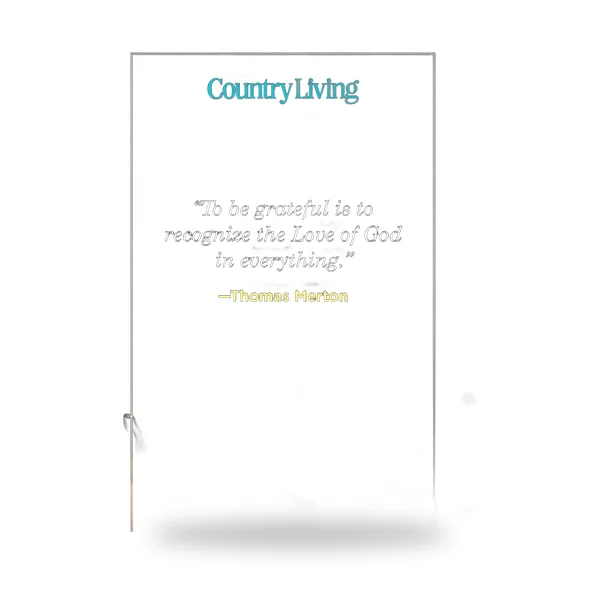 Country Living
“To be grateful is to
recognize the Love of God
in everything.”
—Thomas Merton